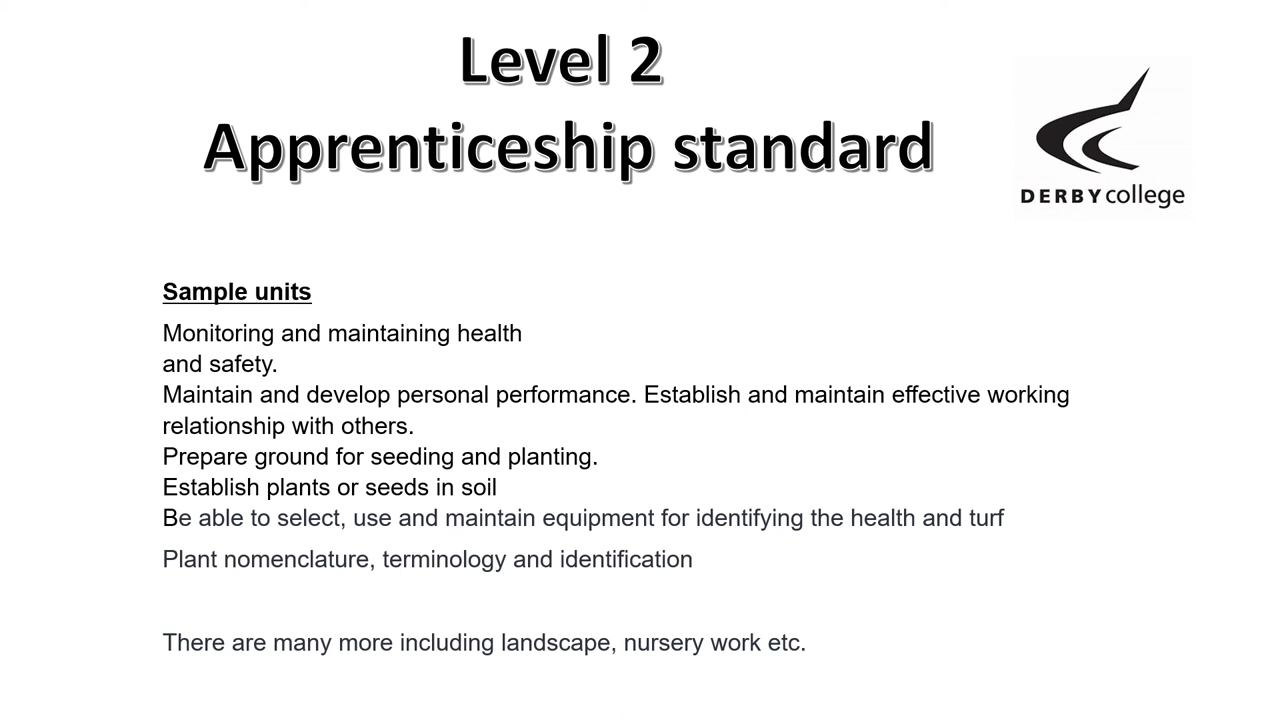 Level 2
Apprenticeship standard
DERBY college
Sample units
Monitoring and maintaining health
and safety.
Maintain and develop personal performance. Establish and maintain effective working
relationship with others.
Prepare ground for seeding and planting.
Establish plants or seeds in soil
Be able to select, use and maintain equipment for identifying the health and turf
Plant nomenclature, terminology and identification
There are many more including landscape, nursery work etc.